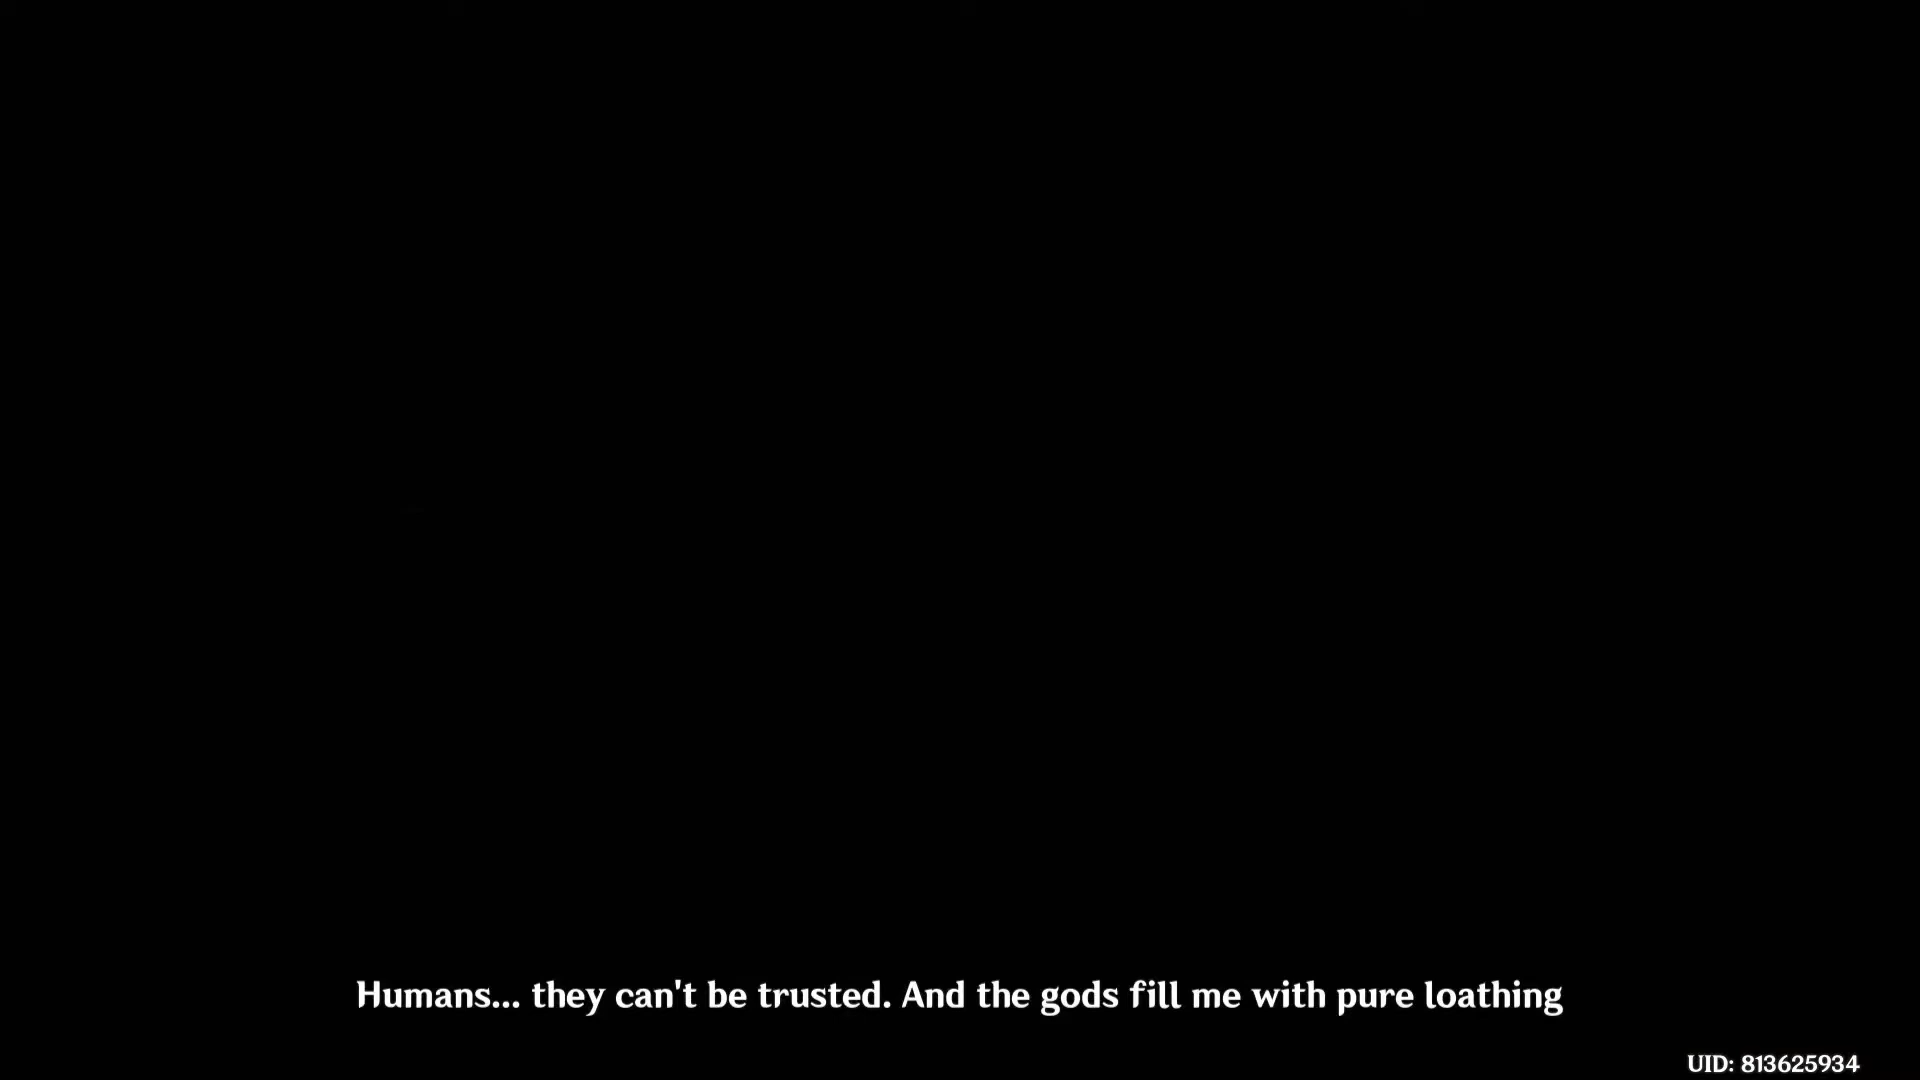 Humans... they can't be trusted. And the gods fill me with pure loathing
UID: 813625934